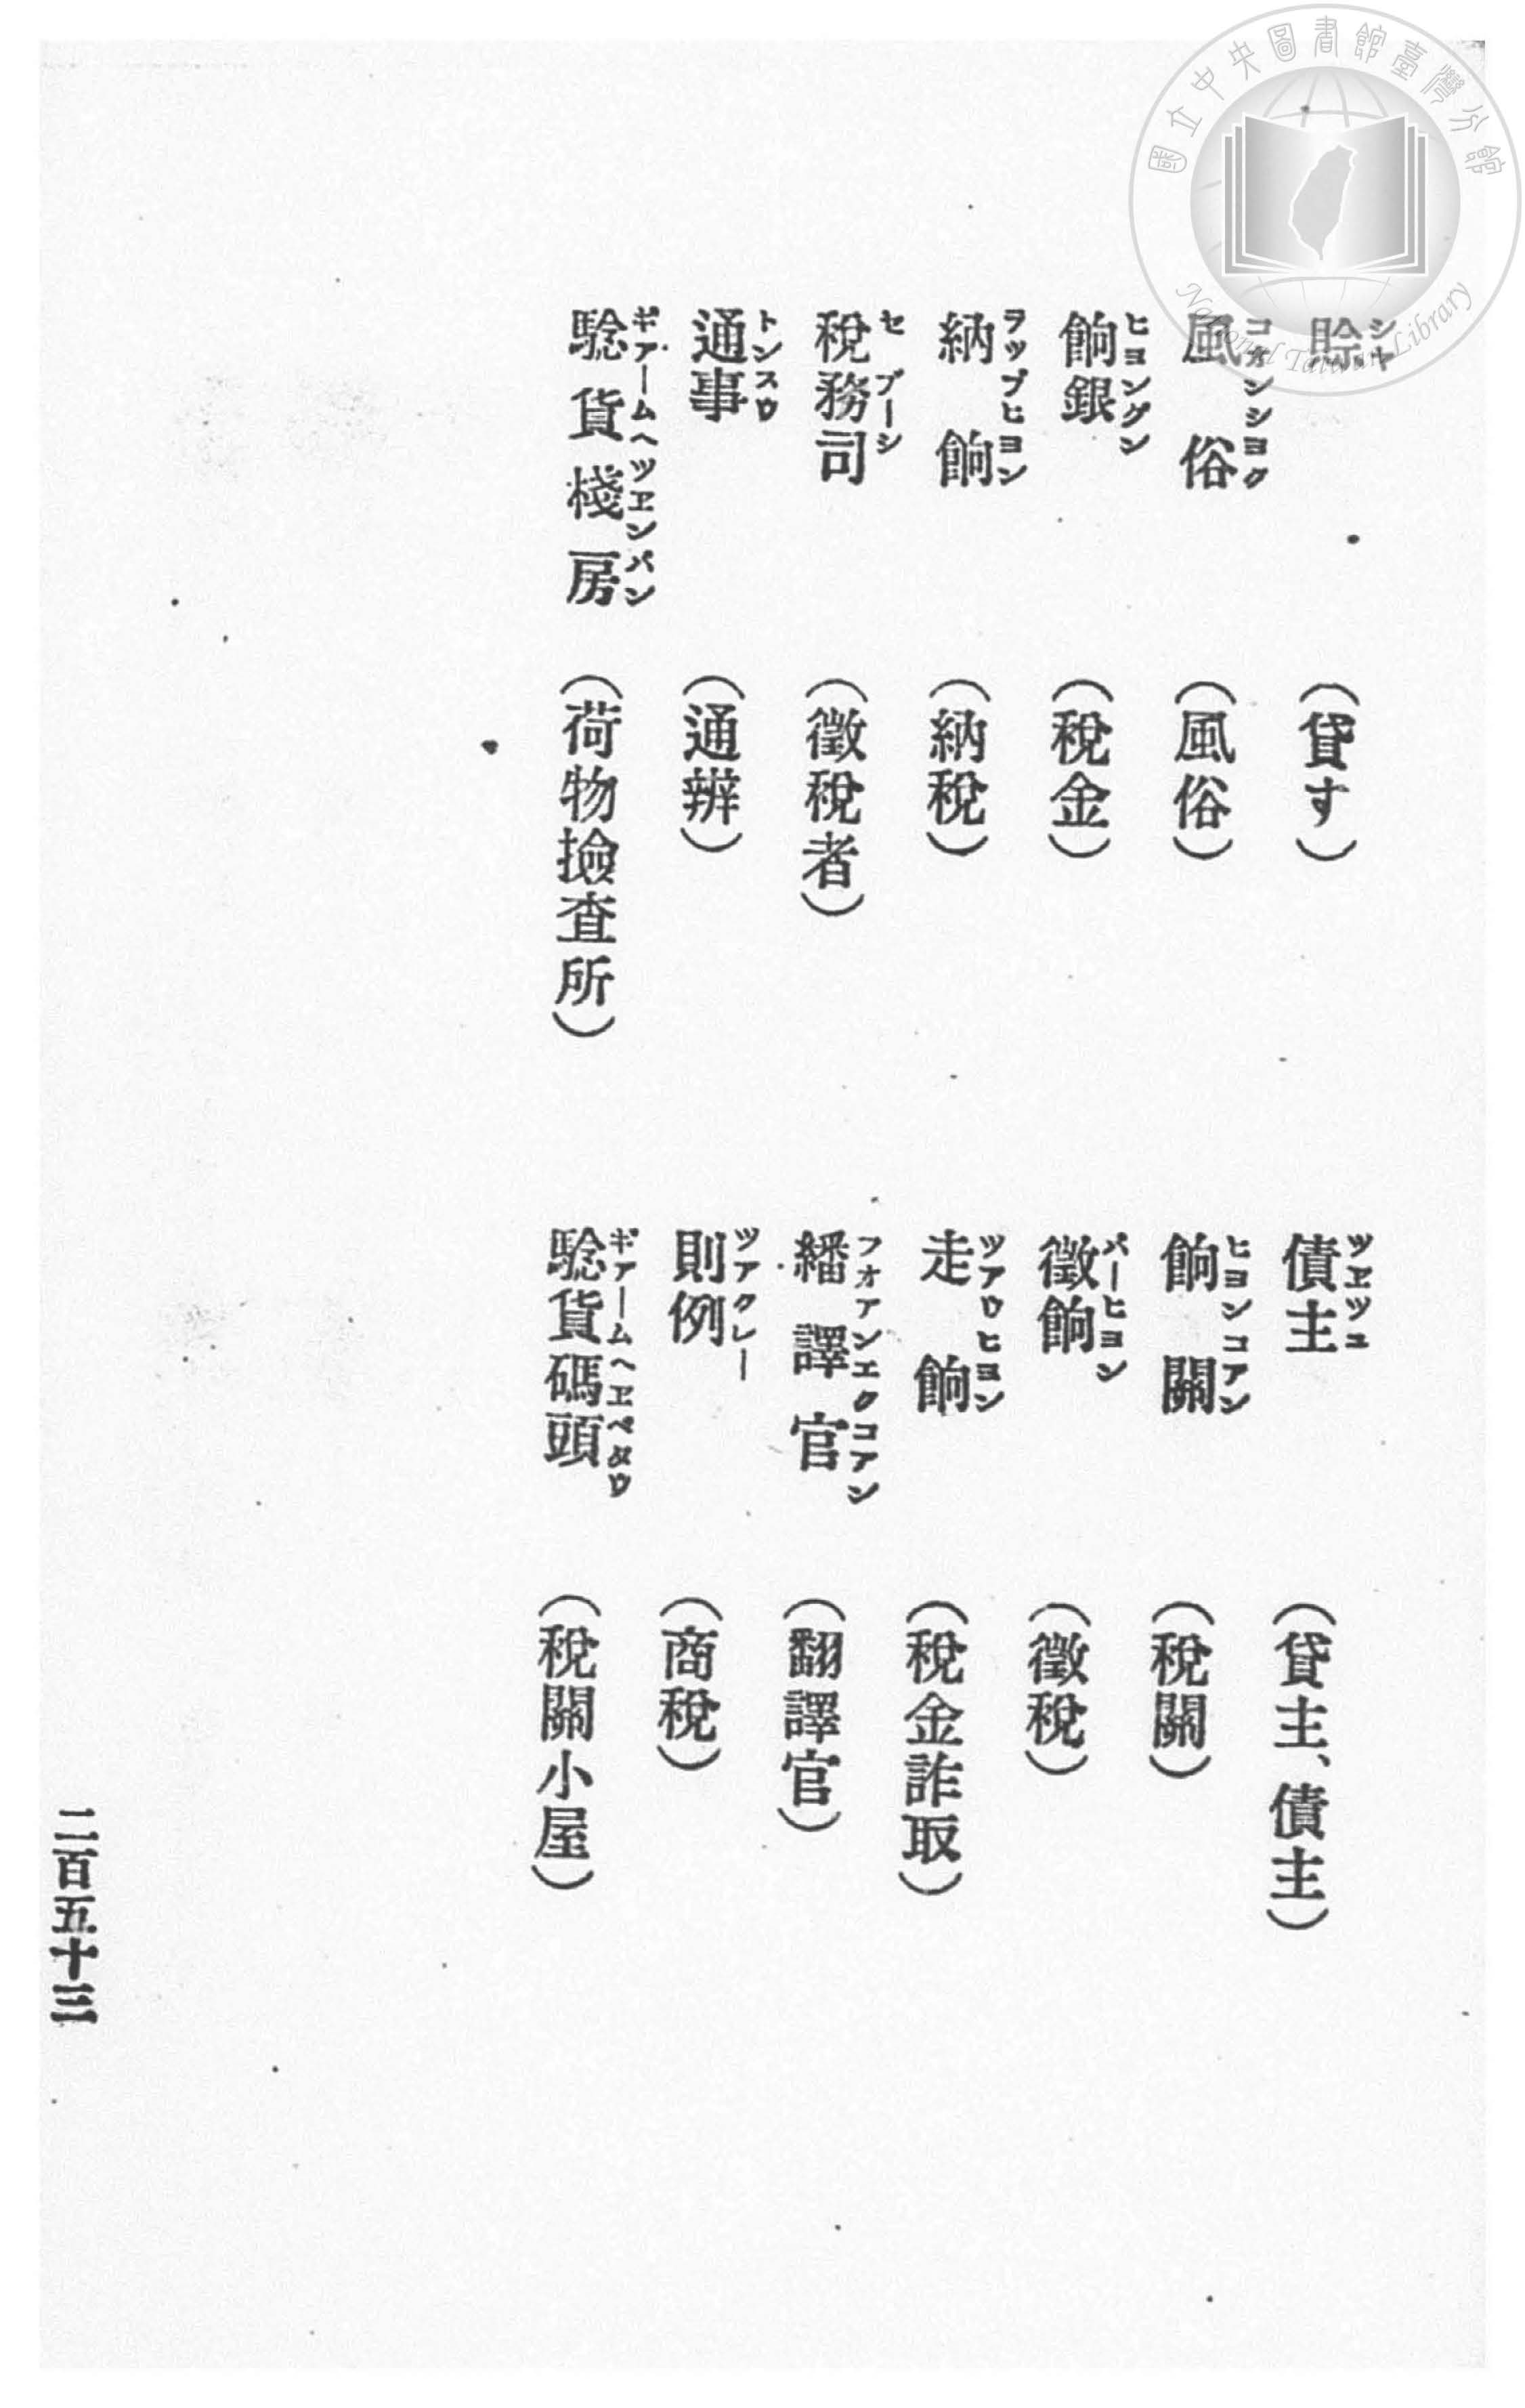 國立中央圖書館臺灣分館
National Taiwan Library
賒 シヤ
(貸す)
債主 ツエツユ
(貸主、債主)
風俗 コオンシヨク
(風俗)
餉關 ヒヨンコアン
(稅關)
餉銀 ヒヨングン
(稅金)
徵餉 パーヒヨン
(徵稅)
納餉 ヲツプヒヨン
(納稅)
走餉 ツアウヒヨン
(稅金詐取)
稅務司 セブーシ
(徵稅者)
繙譯官 フオアンエクコアン
(翻譯官)
通事 トンスウ
(通辨)
則例 ツアクレー
(商稅)
騐貨棧房 ギアームヘツエンパン
(荷物撿査所)
騐貨碼頭 ギアームヘヱベタウ
(稅關小屋)
二百五十三